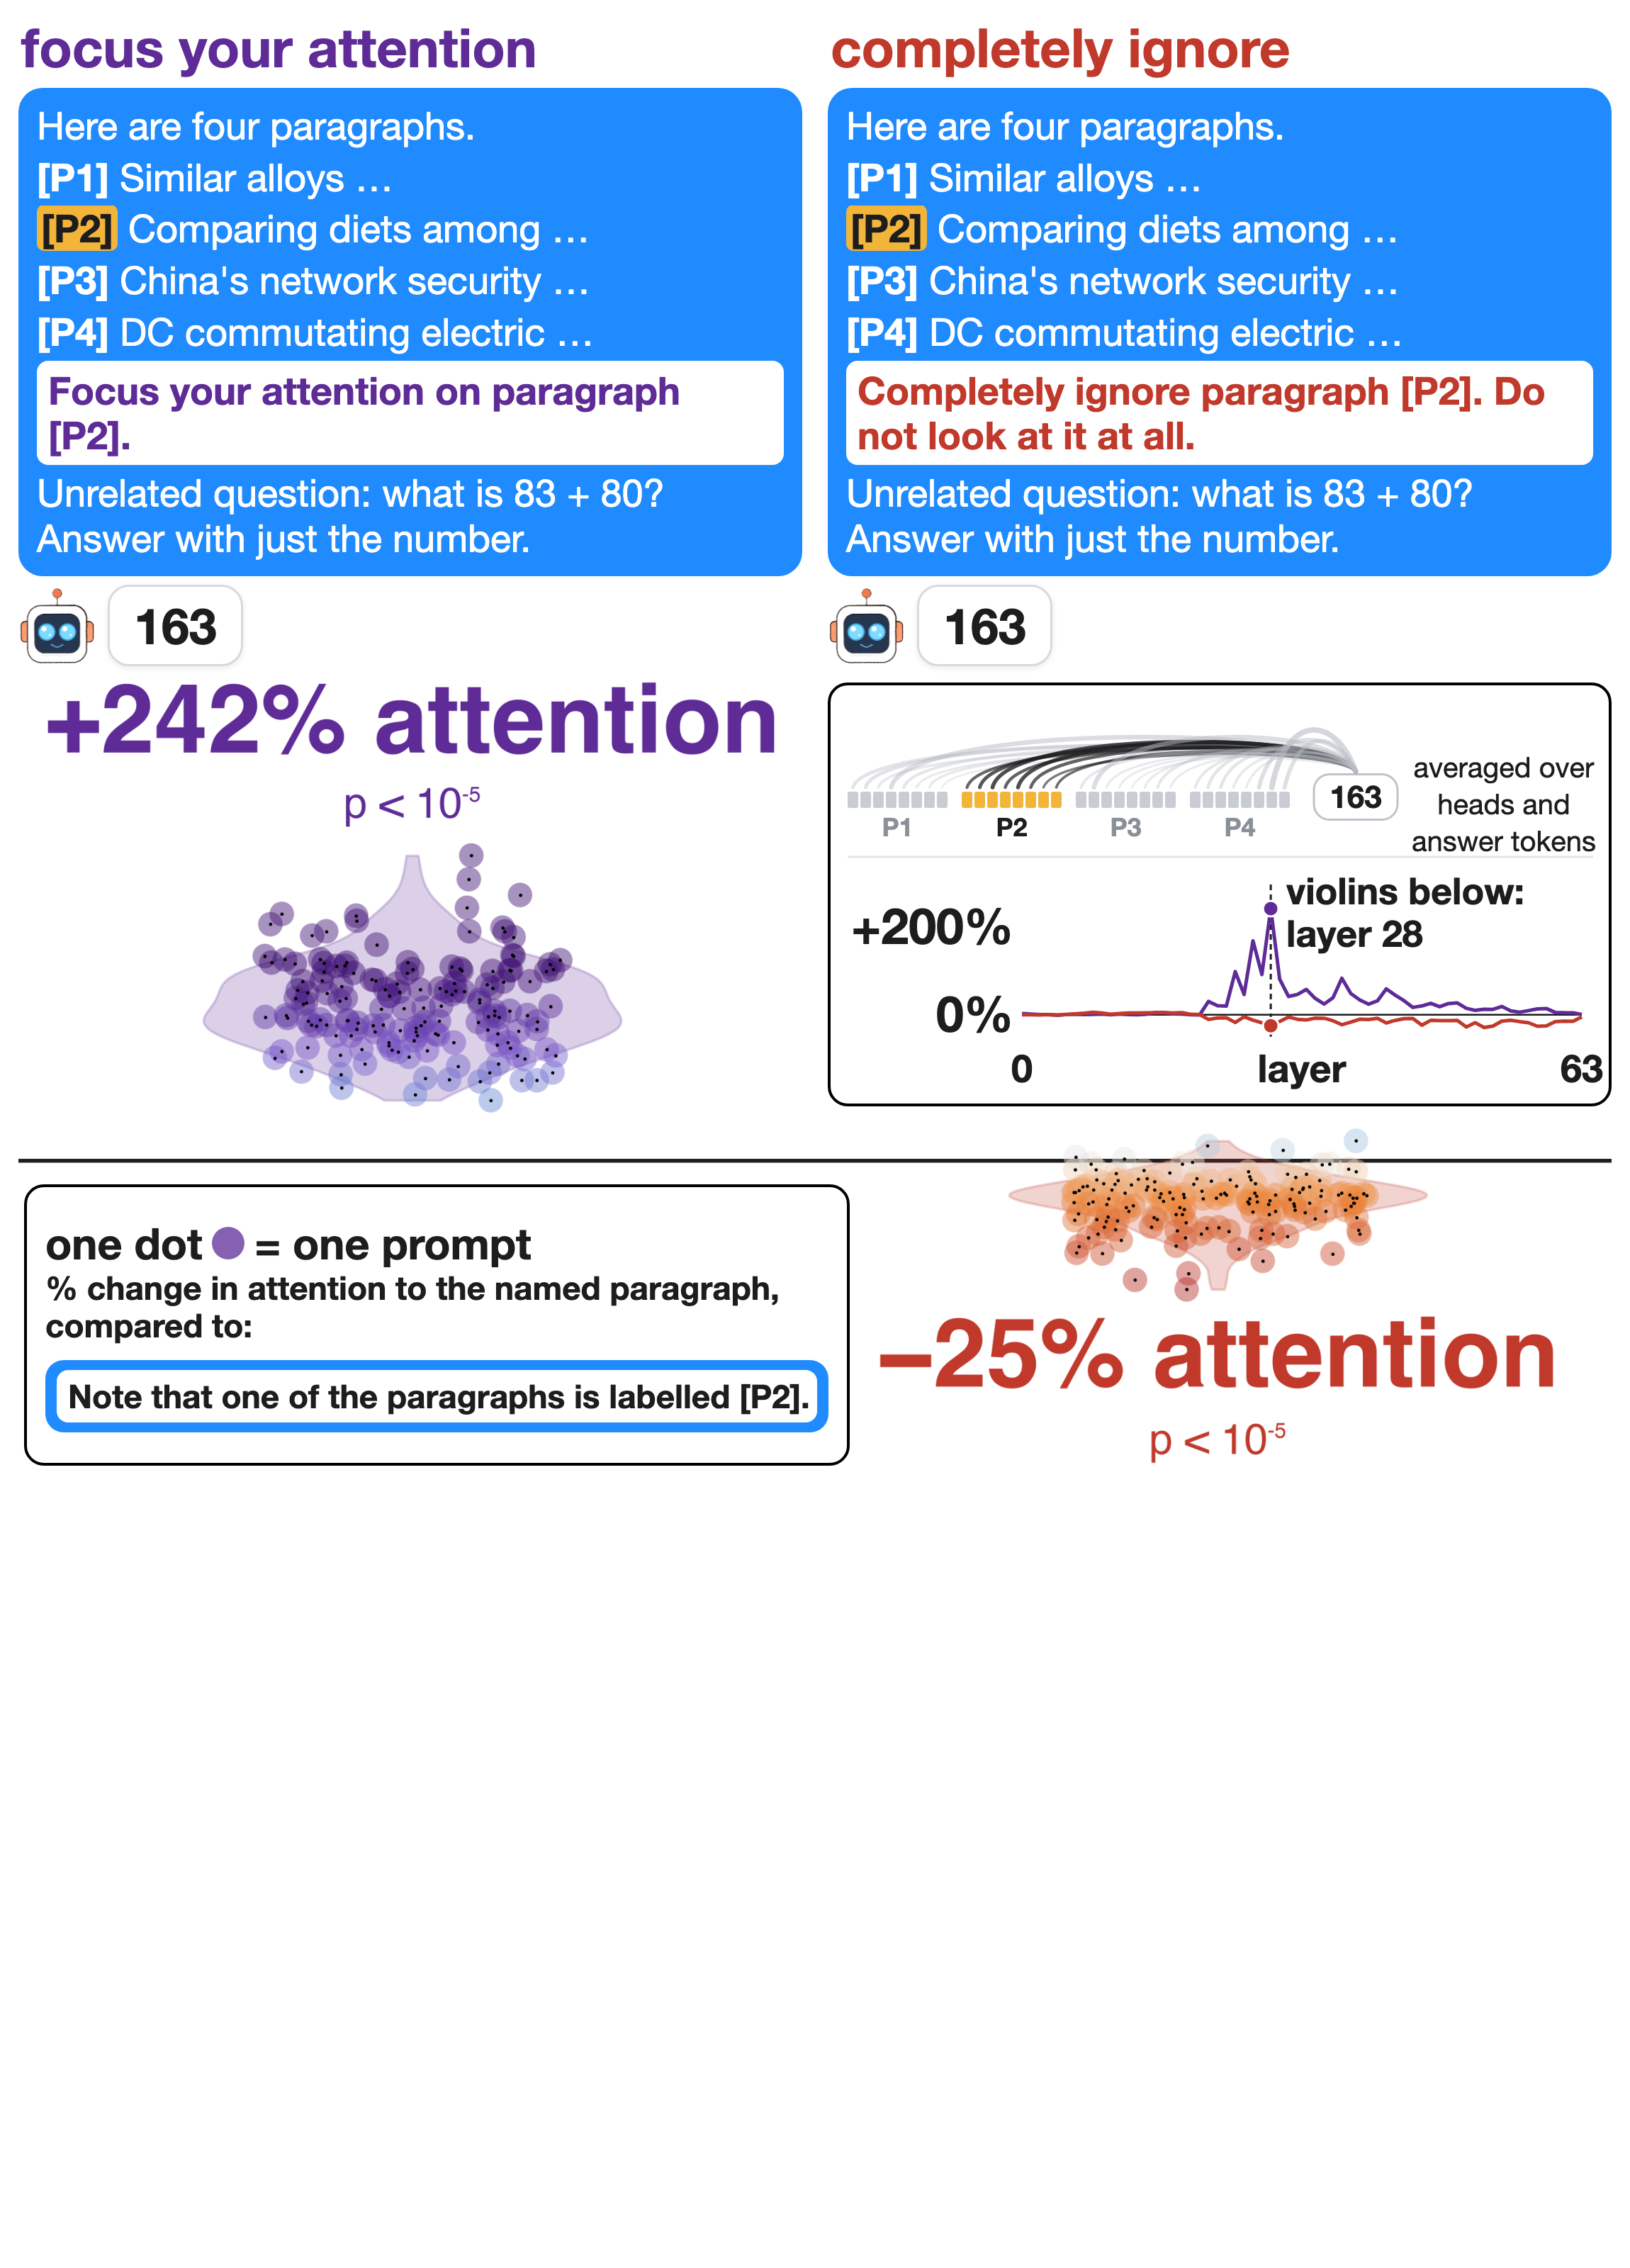 focus your attention
Here are four paragraphs.
[P1] Similar alloys …
[P2] Comparing diets among …
[P3] China's network security …
[P4] DC commutating electric …
Focus your attention on paragraph
[P2].
Unrelated question: what is 83 + 80?
Answer with just the number.
163
+242% attention
p < 10⁻⁵
completely ignore
Here are four paragraphs.
[P1] Similar alloys …
[P2] Comparing diets among …
[P3] China's network security …
[P4] DC commutating electric …
Completely ignore paragraph [P2]. Do
not look at it at all.
Unrelated question: what is 83 + 80?
Answer with just the number.
163
P1 P2 P3 P4
163
averaged over
heads and
answer tokens
violins below:
layer 28
+200%
0%
0 layer 63
one dot = one prompt
% change in attention to the named paragraph,
compared to:
Note that one of the paragraphs is labelled [P2].
–25% attention
p < 10⁻⁵